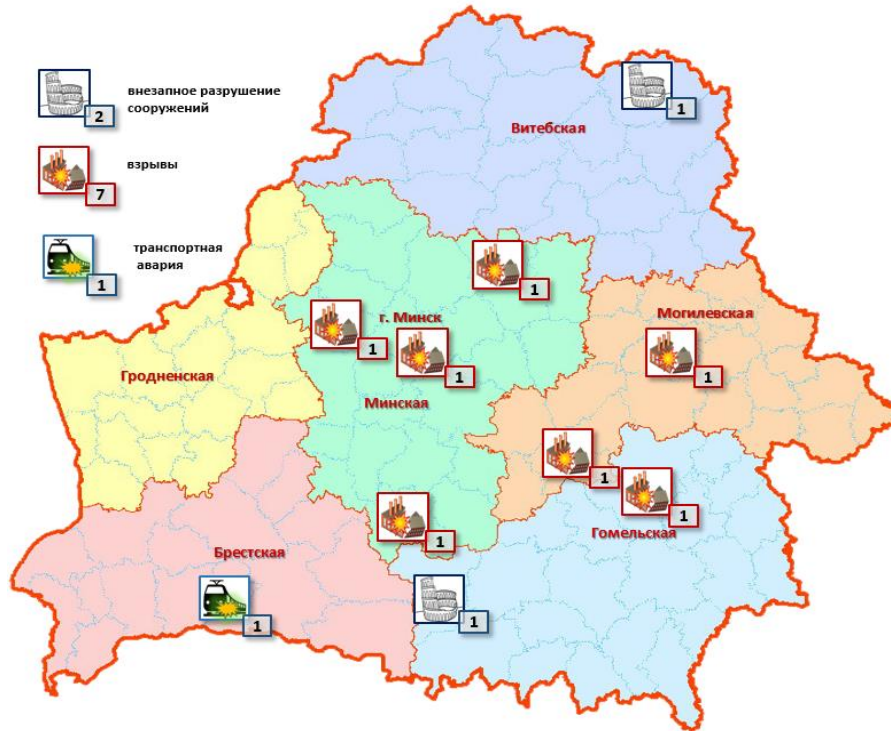 внезапное разрушение
сооружений
2
взрывы
7
транспортная
авария
1
Витебская
1
1
г. Минск
1
1
Могилевская
1
Гродненская
Минская
1
1
Гомельская
1
Брестская
1
1